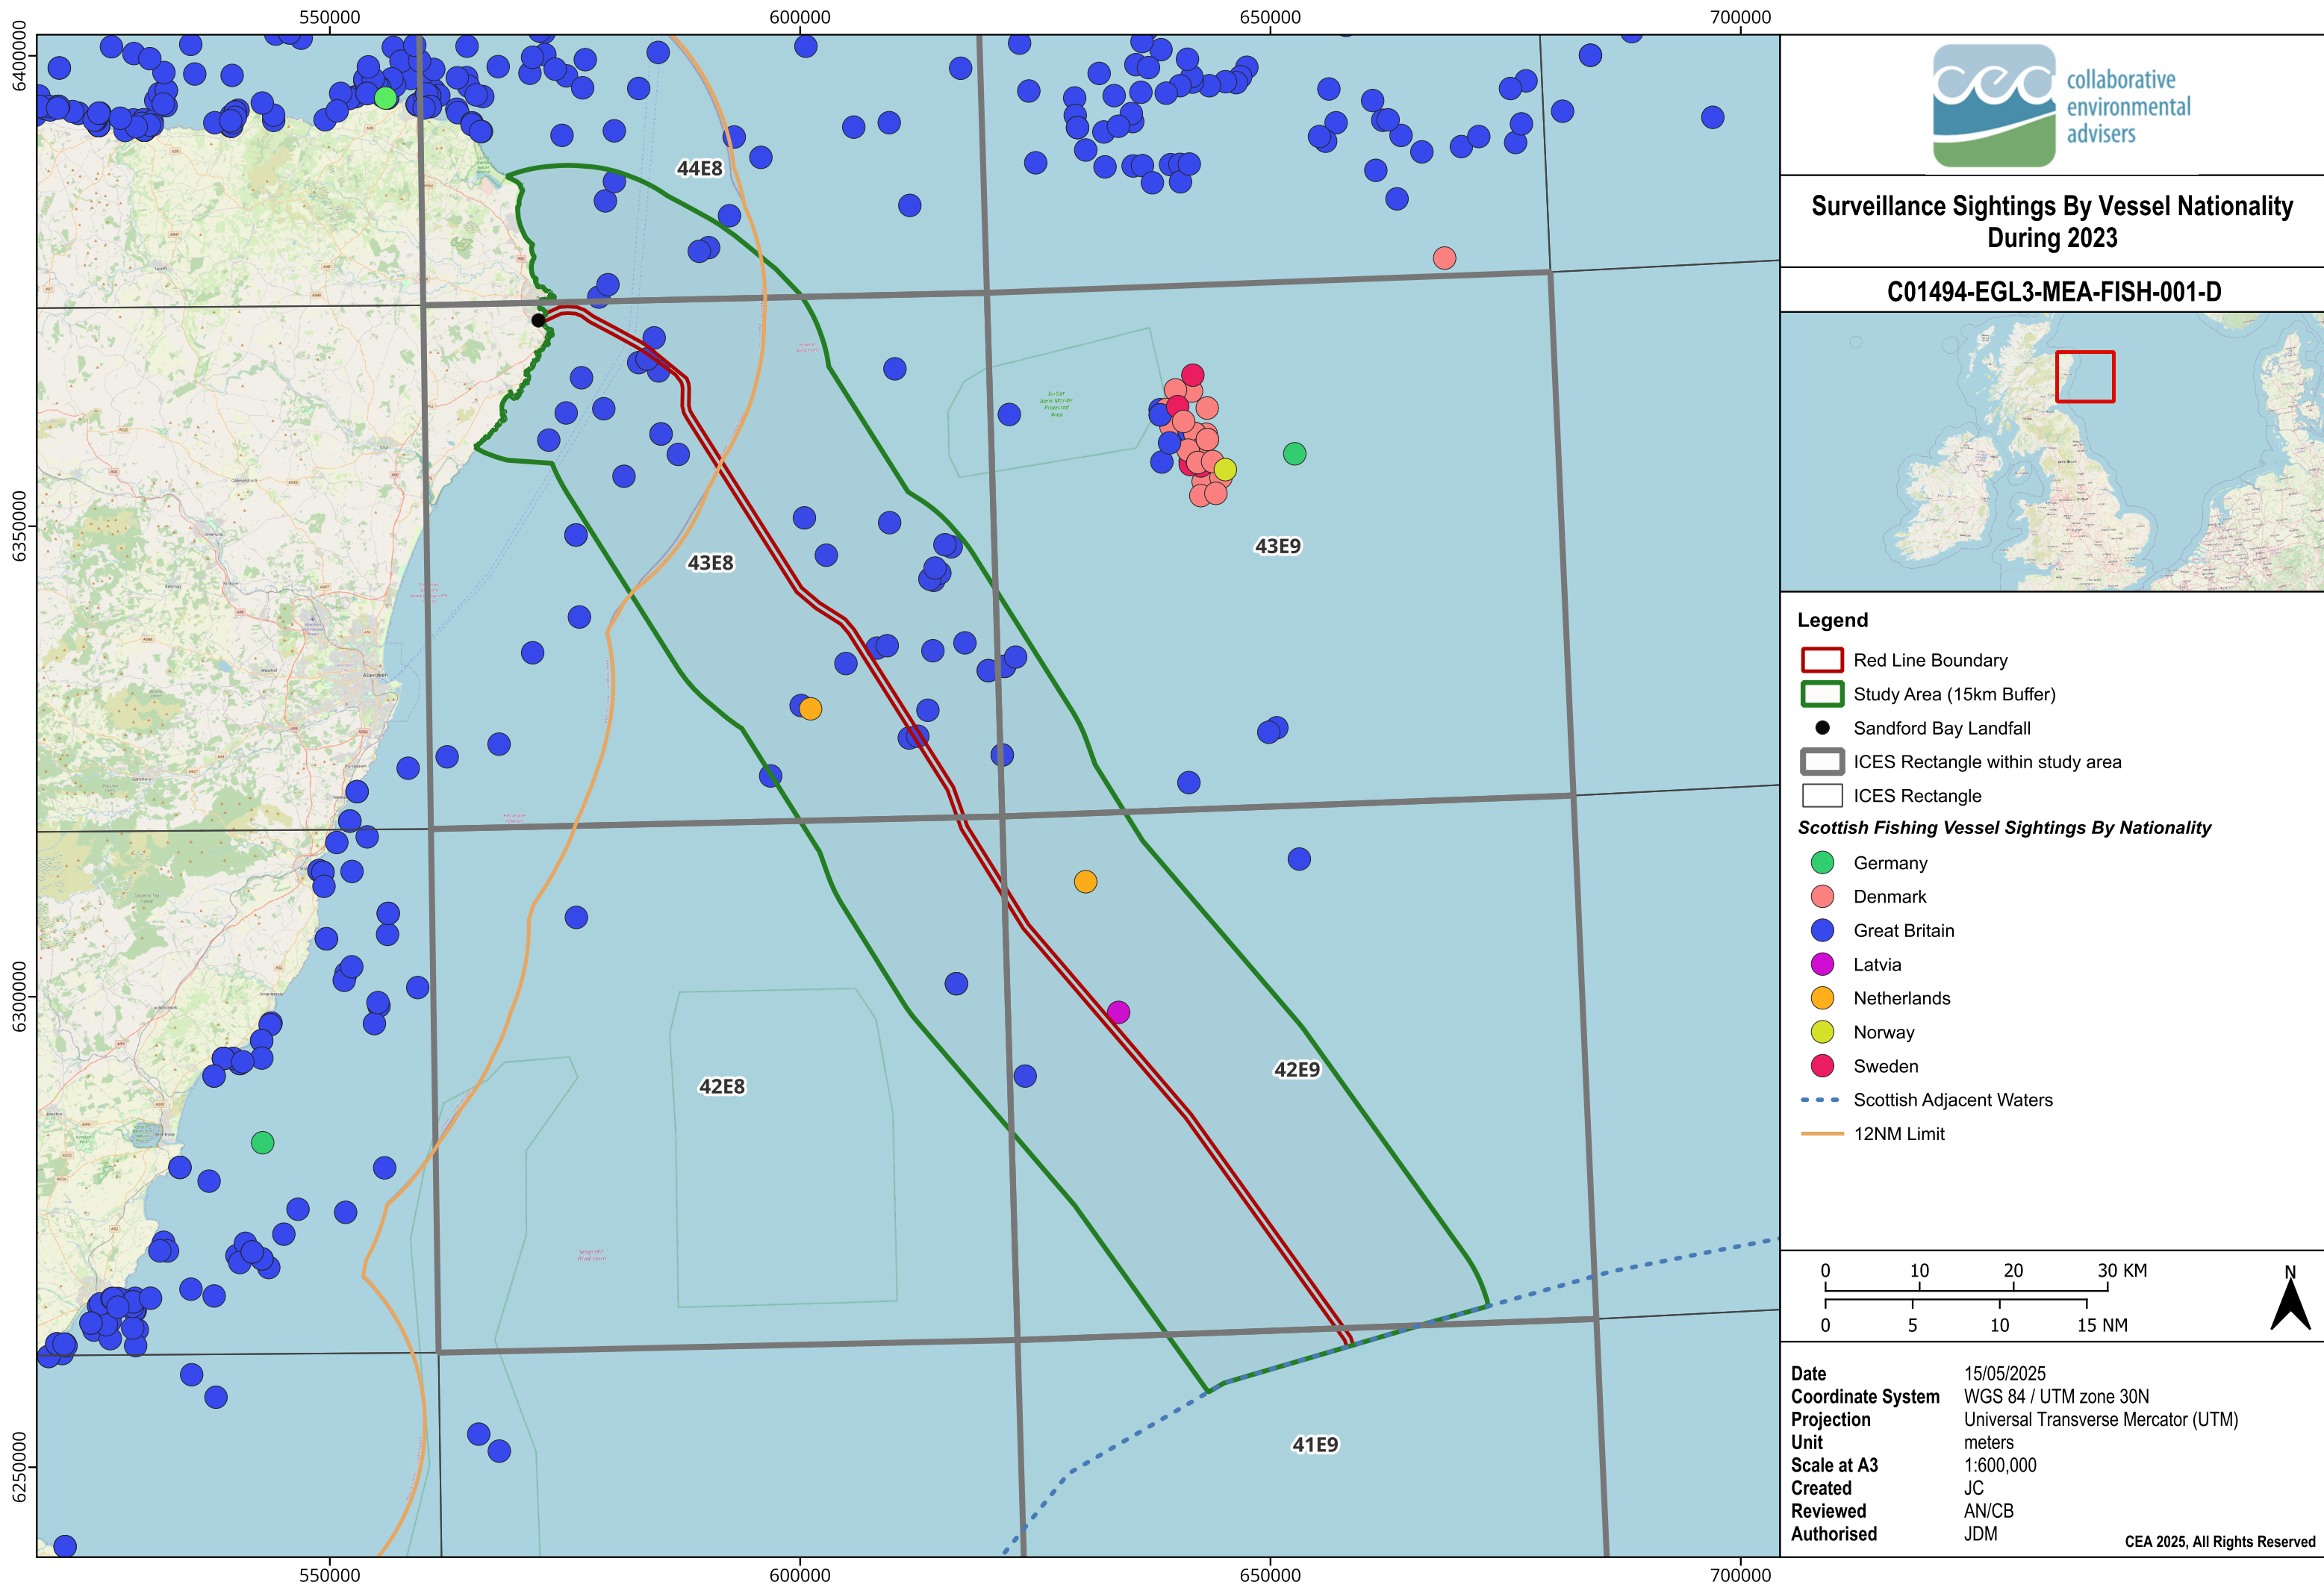 550000
600000
650000
700000
6400000
6350000
6300000
6250000
44E8
43E8
43E9
42E8
42E9
41E9
550000
600000
650000
700000
cea
collaborative
environmental
advisers
Surveillance Sightings By Vessel Nationality
During 2023
C01494-EGL3-MEA-FISH-001-D
Legend
Red Line Boundary
Study Area (15km Buffer)
Sandford Bay Landfall
ICES Rectangle within study area
ICES Rectangle
Scottish Fishing Vessel Sightings By Nationality
Germany
Denmark
Great Britain
Latvia
Netherlands
Norway
Sweden
Scottish Adjacent Waters
12NM Limit
0 10 20 30 KM
0 5 10 15 NM
N
Date 15/05/2025
Coordinate System WGS 84 / UTM zone 30N
Projection Universal Transverse Mercator (UTM)
Unit meters
Scale at A3 1:600,000
Created JC
Reviewed AN/CB
Authorised JDM
CEA 2025, All Rights Reserved